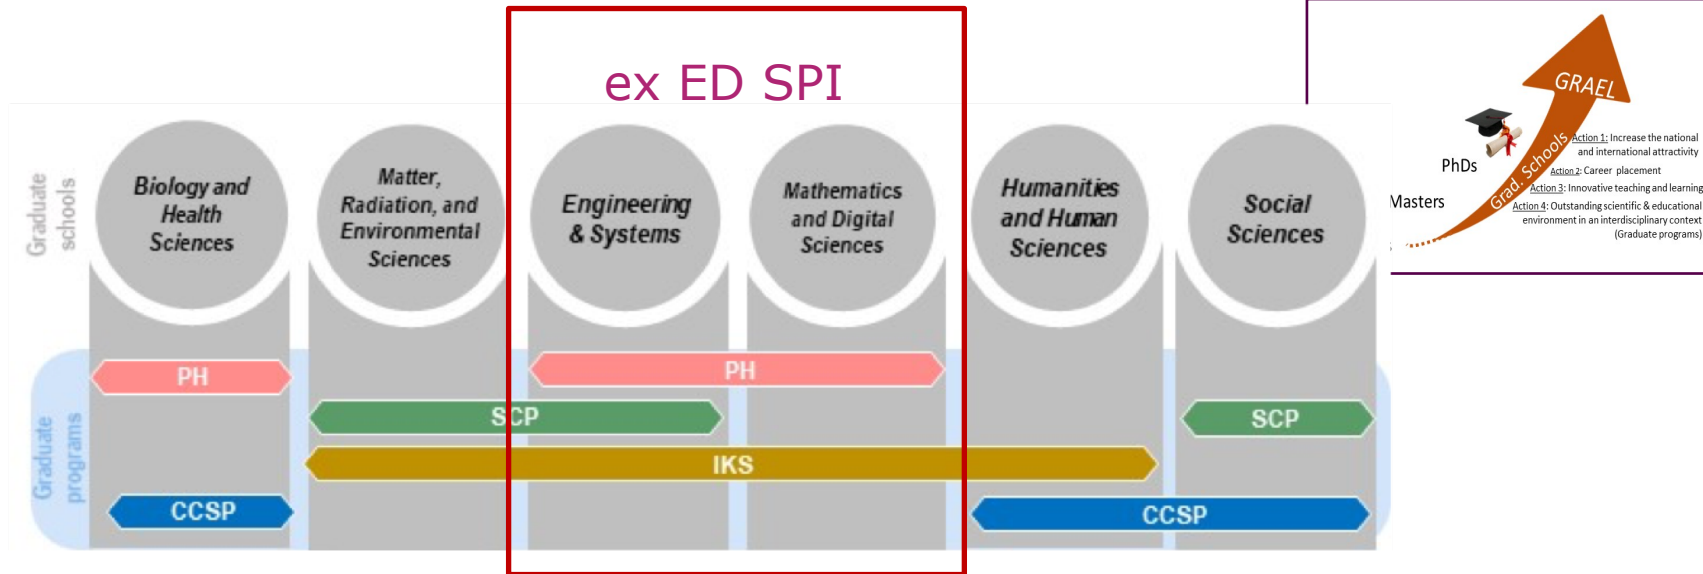 ex ED SPI
Graduate
schools
Biology and
Health
Sciences
Matter,
Radiation, and
Environmental
Sciences
Engineering
& Systems
Mathematics
and Digital
Sciences
Humanities
and Human
Sciences
Social
Sciences
GRAEL
Grad. Schools
PhDs
Masters
Action 1: Increase the national
and international attractivity
Action 2: Career placement
Action 3: Innovative teaching and learning
Action 4: Outstanding scientific & educational
environment in an interdisciplinary context
(Graduate programs)
Graduate
programs
PH
PH
SCP
SCP
IKS
CCSP
CCSP